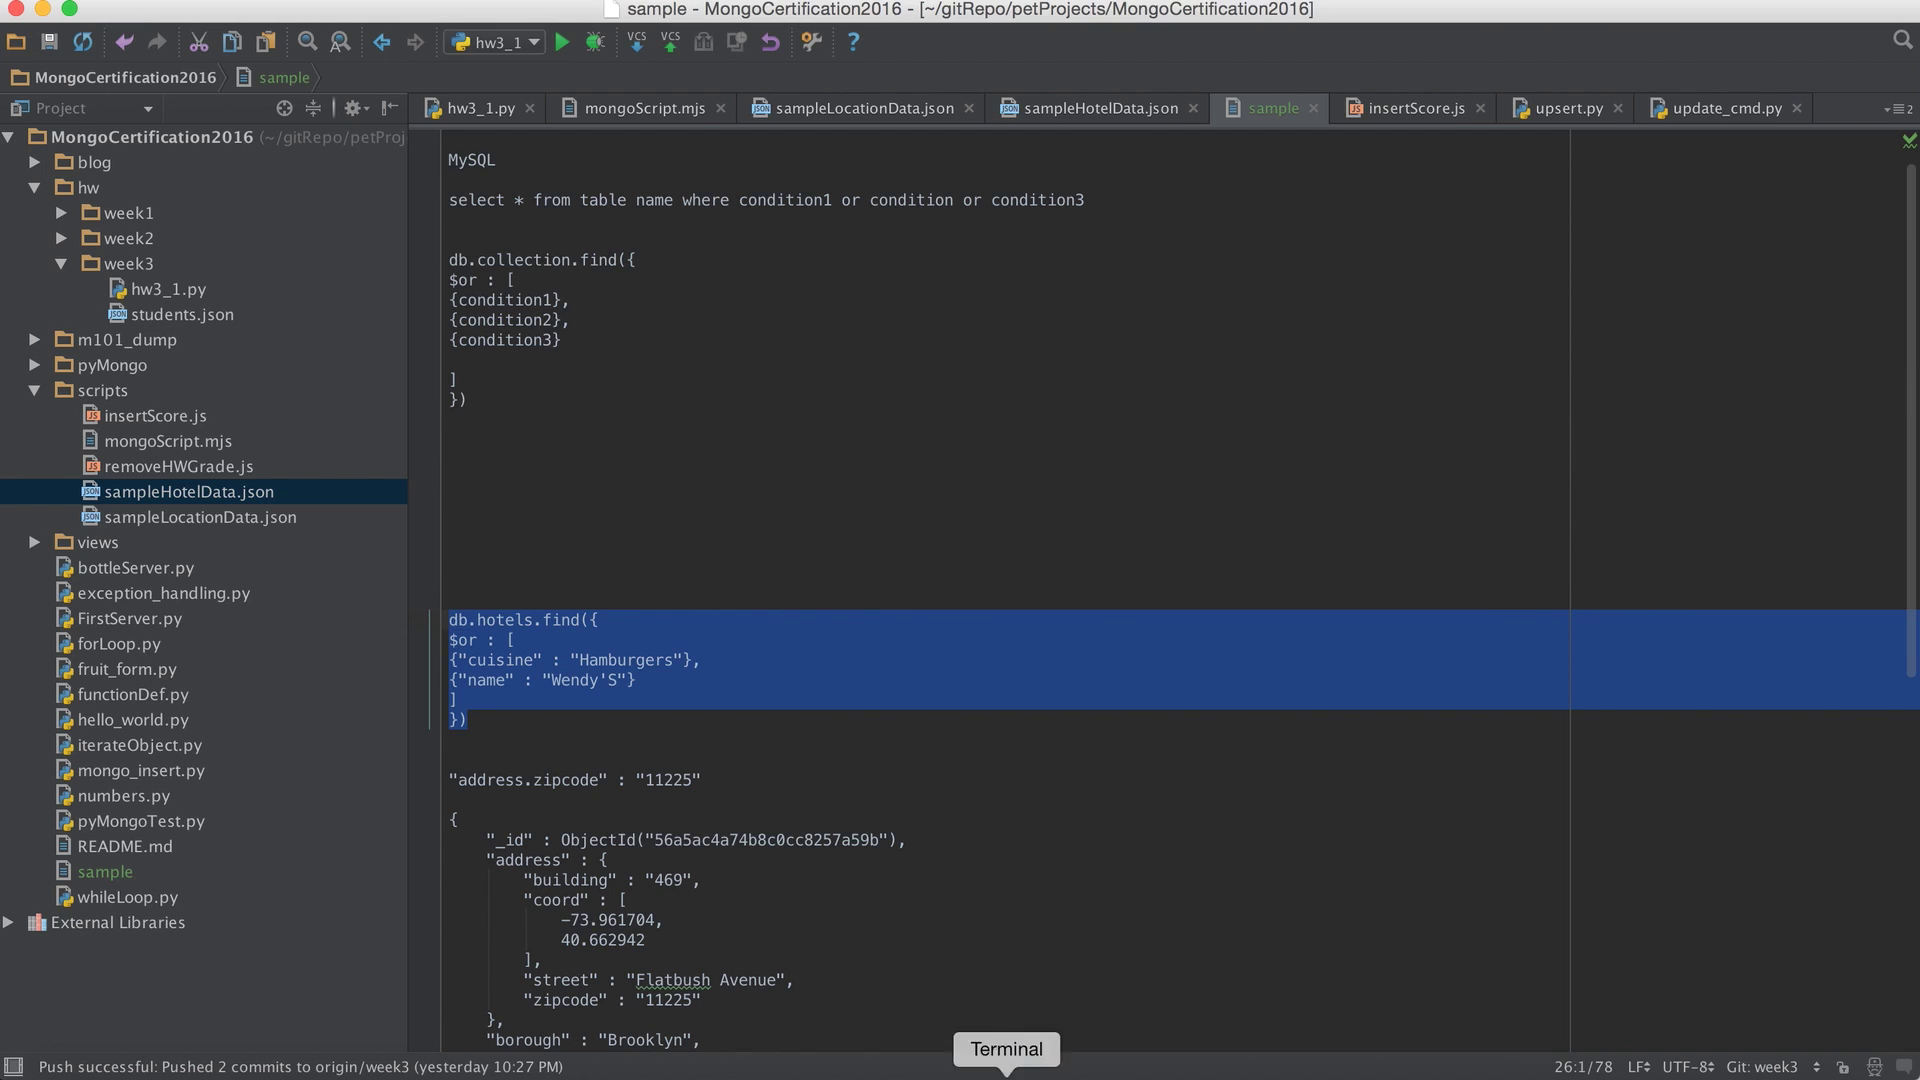 sample - MongoCertification2016 - [~/gitRepo/petProjects/MongoCertification2016]
hw3_1
VCS
VCS
?
MongoCertification2016
sample
Project
hw3_1.py
mongoScript.mjs
sampleLocationData.json
sampleHotelData.json
sample
insertScore.js
upsert.py
update_cmd.py
2
MongoCertification2016 (~/gitRepo/petProj
blog
hw
week1
week2
week3
hw3_1.py
students.json
m101_dump
pyMongo
scripts
insertScore.js
mongoScript.mjs
removeHWGrade.js
sampleHotelData.json
sampleLocationData.json
views
bottleServer.py
exception_handling.py
FirstServer.py
forLoop.py
fruit_form.py
functionDef.py
hello_world.py
iterateObject.py
mongo_insert.py
numbers.py
pyMongoTest.py
README.md
sample
whileLoop.py
External Libraries
MySQL
select * from table name where condition1 or condition or condition3
db.collection.find({
$or : [
{condition1},
{condition2},
{condition3}
]
})
db.hotels.find({
$or : [
{"cuisine" : "Hamburgers"},
{"name" : "Wendy'S"}
]
})
"address.zipcode" : "11225"
{
"_id" : ObjectId("56a5ac4a74b8c0cc8257a59b"),
"address" : {
"building" : "469",
"coord" : [
-73.961704,
40.662942
],
"street" : "Flatbush Avenue",
"zipcode" : "11225"
},
"borough" : "Brooklyn",
Terminal
Push successful: Pushed 2 commits to origin/week3 (yesterday 10:27 PM)
26:1/78 LF UTF-8 Git: week3